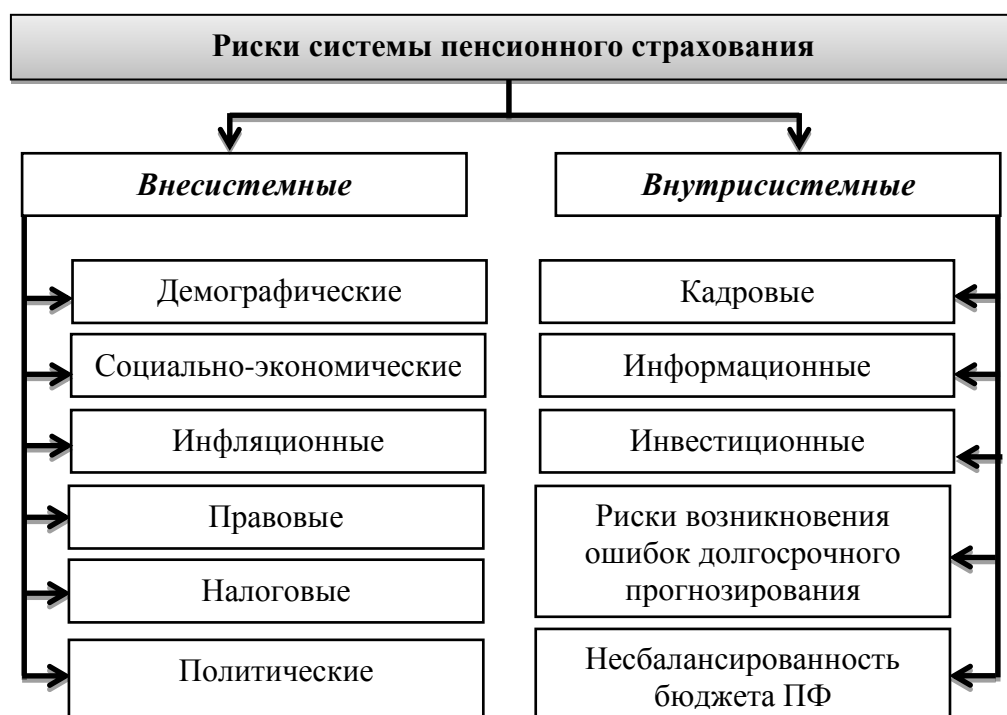 Риски системы пенсионного страхования
Внесистемные
Демографические
Социально-экономические
Инфляционные
Правовые
Налоговые
Политические
Внутрисистемные
Кадровые
Информационные
Инвестиционные
Риски возникновения
ошибок долгосрочного
прогнозирования
Несбалансированность
бюджета ПФ